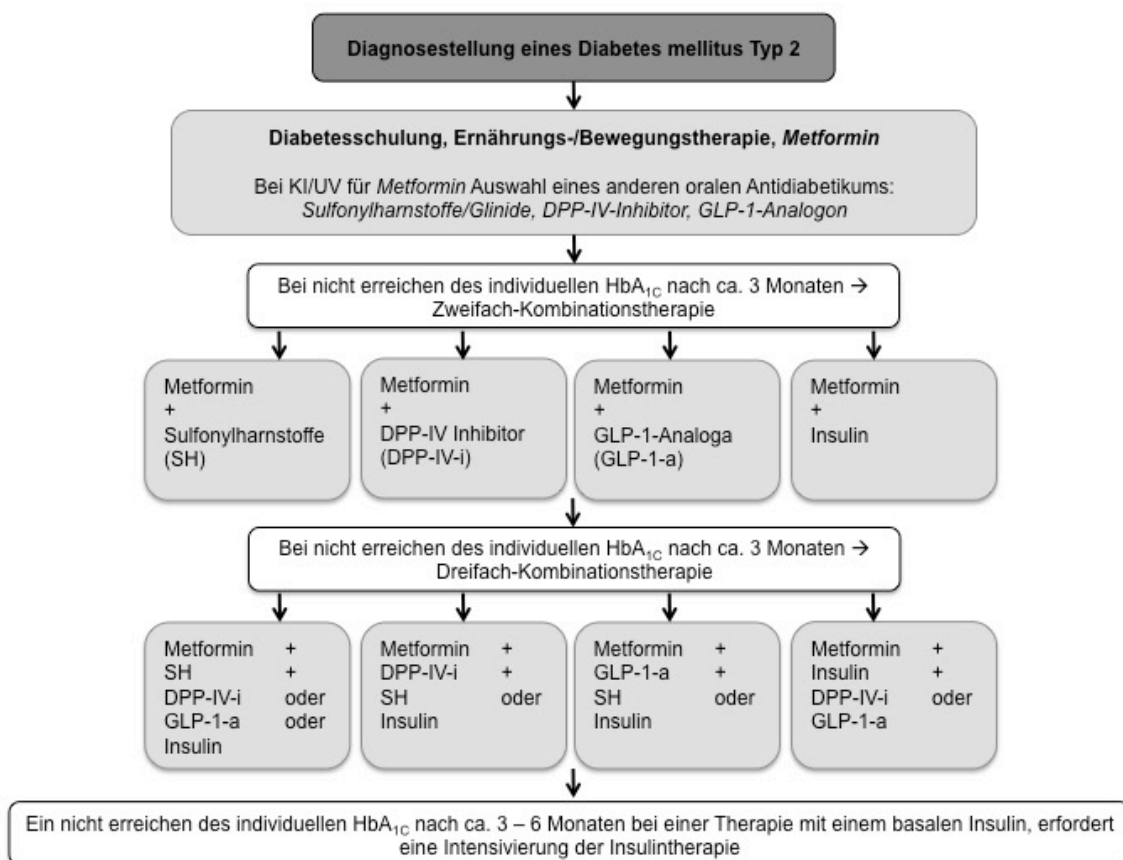 Diagnosestellung eines Diabetes mellitus Typ 2
Diabetesschulung, Ernährungs-/Bewegungstherapie, Metformin
Bei KI/UV für Metformin Auswahl eines anderen oralen Antidiabetikums:
Sulfonylharnstoffe/Glinide, DPP-IV-Inhibitor, GLP-1-Analogon
Bei nicht erreichen des individuellen HbA1C nach ca. 3 Monaten →
Zweifach-Kombinationstherapie
Metformin
+
Sulfonylharnstoffe
(SH)
Metformin
+
DPP-IV Inhibitor
(DPP-IV-i)
Metformin
+
GLP-1-Analoga
(GLP-1-a)
Metformin
+
Insulin
Bei nicht erreichen des individuellen HbA1C nach ca. 3 Monaten →
Dreifach-Kombinationstherapie
Metformin +
SH +
DPP-IV-i oder
GLP-1-a oder
Insulin
Metformin +
DPP-IV-i +
SH oder
Insulin
Metformin +
GLP-1-a +
SH oder
Insulin
Metformin +
Insulin +
DPP-IV-i oder
GLP-1-a
Ein nicht erreichen des individuellen HbA1C nach ca. 3 – 6 Monaten bei einer Therapie mit einem basalen Insulin, erfordert
eine Intensivierung der Insulintherapie